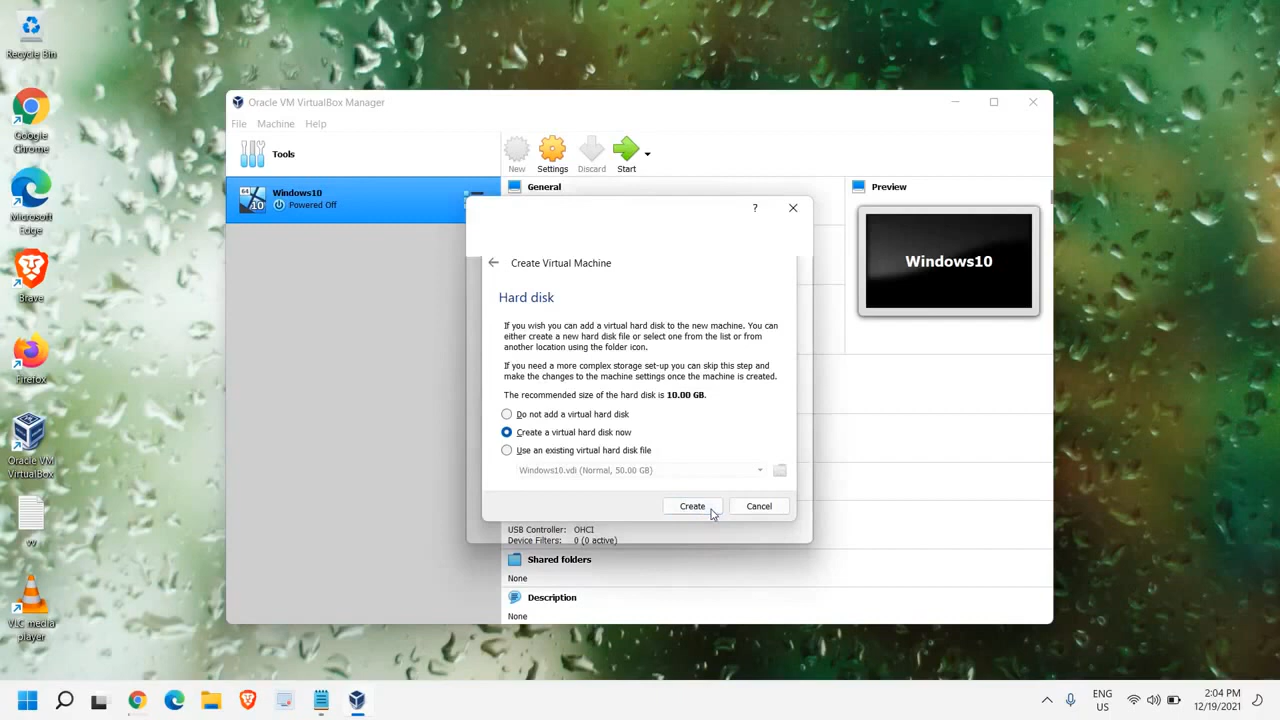 Recycle Bin
Google
Chrome
Microsoft
Edge
Brave
Firefox
Oracle VM
VirtualBox
vv
VLC media
player
Oracle VM VirtualBox Manager
File Machine Help
Tools
New Settings Discard Start
64
10
Windows10
Powered Off
General
Preview
Windows10
?
Create Virtual Machine
Hard disk
If you wish you can add a virtual hard disk to the new machine. You can
either create a new hard disk file or select one from the list or from
another location using the folder icon.
If you need a more complex storage set-up you can skip this step and
make the changes to the machine settings once the machine is created.
The recommended size of the hard disk is 10.00 GB.
Do not add a virtual hard disk
Create a virtual hard disk now
Use an existing virtual hard disk file
Windows10.vdi (Normal, 50.00 GB)
Create Cancel
USB Controller: OHCI
Device Filters: 0 (0 active)
Shared folders
None
Description
None
ENG
US
2:04 PM
12/19/2021